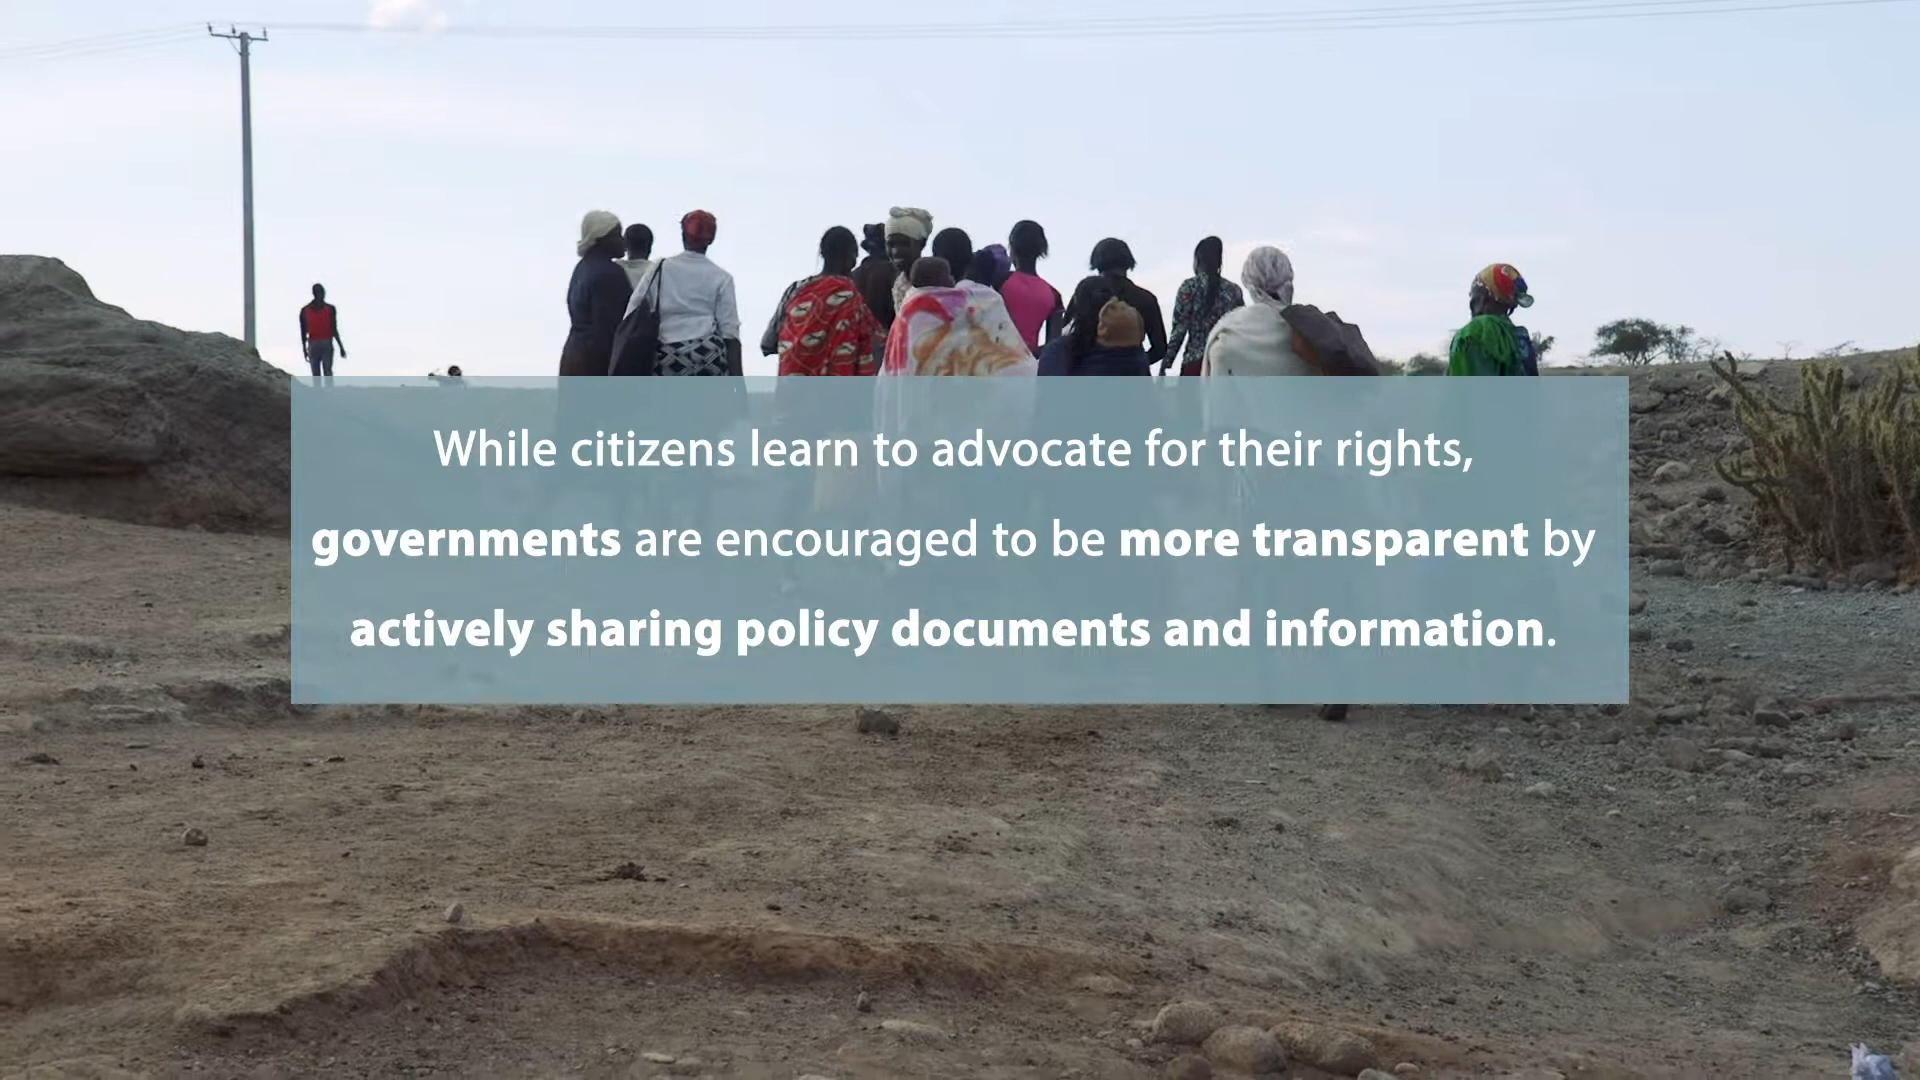 While citizens learn to advocate for their rights,
governments are encouraged to be more transparent by
actively sharing policy documents and information.